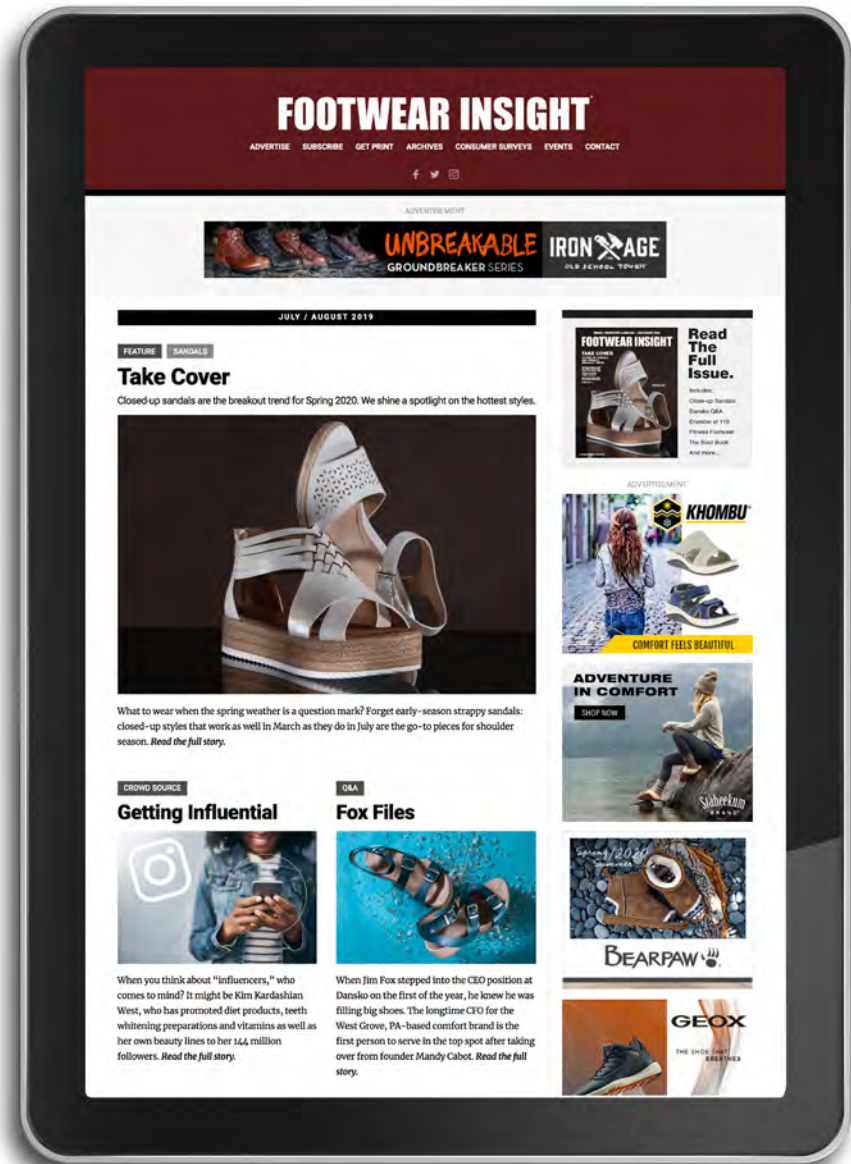 FOOTWEAR INSIGHT
ADVERTISE SUBSCRIBE GET PRINT ARCHIVES CONSUMER SURVEYS EVENTS CONTACT
ADVERTISEMENT
UNBREAKABLE
GROUNDBREAKER SERIES
IRON AGE
OLD SCHOOL TOUGH
JULY / AUGUST 2019
FEATURE SANDALS
Take Cover
Closed-up sandals are the breakout trend for Spring 2020. We shine a spotlight on the hottest styles.
What to wear when the spring weather is a question mark? Forget early-season strappy sandals:
closed-up styles that work as well in March as they do in July are the go-to pieces for shoulder
season. Read the full story.
CROWD SOURCE
Getting Influential
When you think about “influencers,” who
comes to mind? It might be Kim Kardashian
West, who has promoted diet products, teeth
whitening preparations and vitamins as well as
her own beauty lines to her 144 million
followers. Read the full story.
Q&A
Fox Files
When Jim Fox stepped into the CEO position at
Dansko on the first of the year, he knew he was
filling big shoes. The longtime CFO for the
West Grove, PA-based comfort brand is the
first person to serve in the top spot after taking
over from founder Mandy Cabot. Read the full
story.
FOOTWEAR INSIGHT
TAKE COVER
Read
The
Full
Issue.
Includes:
Close-up Sandals
Dansko Q&A
Enslow at 110
Fitness Footwear
The Boot Book
And more...
ADVERTISEMENT
KHOMBU
COMFORT FEELS BEAUTIFUL
ADVENTURE
IN COMFORT
SHOP NOW
Staheekum
BRAND
Spring/2020
Summer
BEARPAW
GEOX
THE SHOE THAT
BREATHES